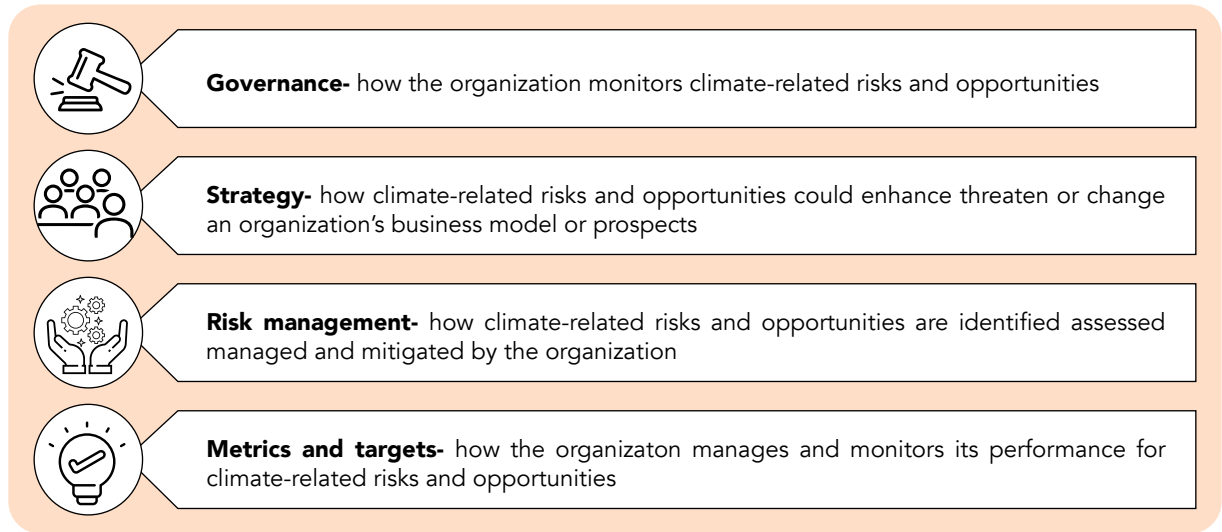 Governance- how the organization monitors climate-related risks and opportunities
Strategy- how climate-related risks and opportunities could enhance threaten or change
an organization's business model or prospects
Risk management- how climate-related risks and opportunities are identified assessed
managed and mitigated by the organization
Metrics and targets- how the organizaton manages and monitors its performance for
climate-related risks and opportunities